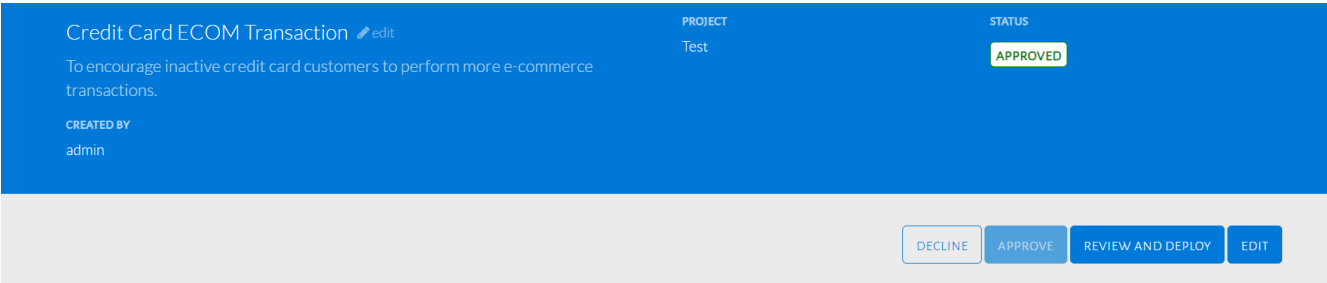 Credit Card ECOM Transaction edit
To encourage inactive credit card customers to perform more e-commerce
transactions.
CREATED BY
admin
PROJECT
Test
STATUS
APPROVED
DECLINE
APPROVE
REVIEW AND DEPLOY
EDIT